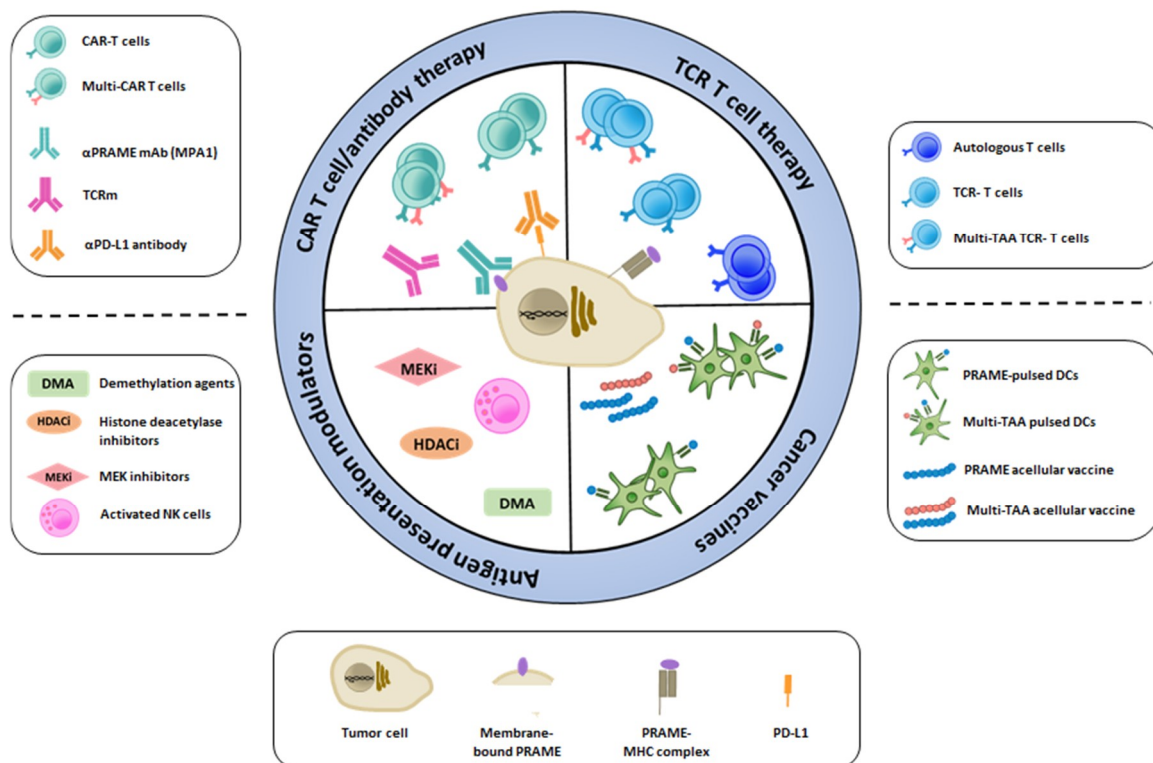 CAR-T cells
Multi-CAR T cells
αPRAME mAb (MPA1)
TCRm
αPD-L1 antibody
DMA
Demethylation agents
HDACi
Histone deacetylase
inhibitors
MEKi
MEK inhibitors
Activated NK cells
CAR T cell/antibody therapy
TCR T cell therapy
Antigen presentation modulators
Cancer vaccines
MEKi
HDACi
DMA
Autologous T cells
TCR- T cells
Multi-TAA TCR- T cells
PRAME-pulsed DCs
Multi-TAA pulsed DCs
PRAME acellular vaccine
Multi-TAA acellular vaccine
Tumor cell
Membrane-
bound PRAME
PRAME-
MHC complex
PD-L1